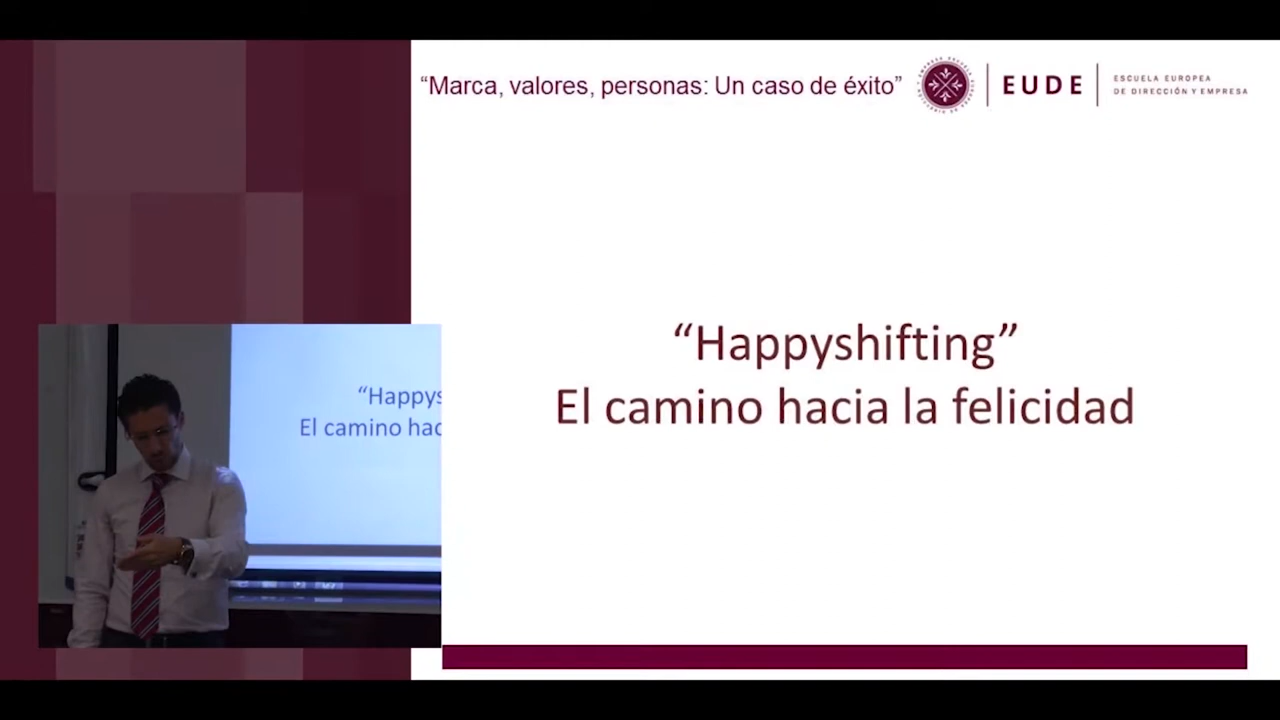 “Marca, valores, personas: Un caso de éxito”
EUDE
ESCUELA EUROPEA
DE DIRECCIÓN Y EMPRESA
“Happyshifting”
El camino hacia la felicidad
“Happys
El camino hac